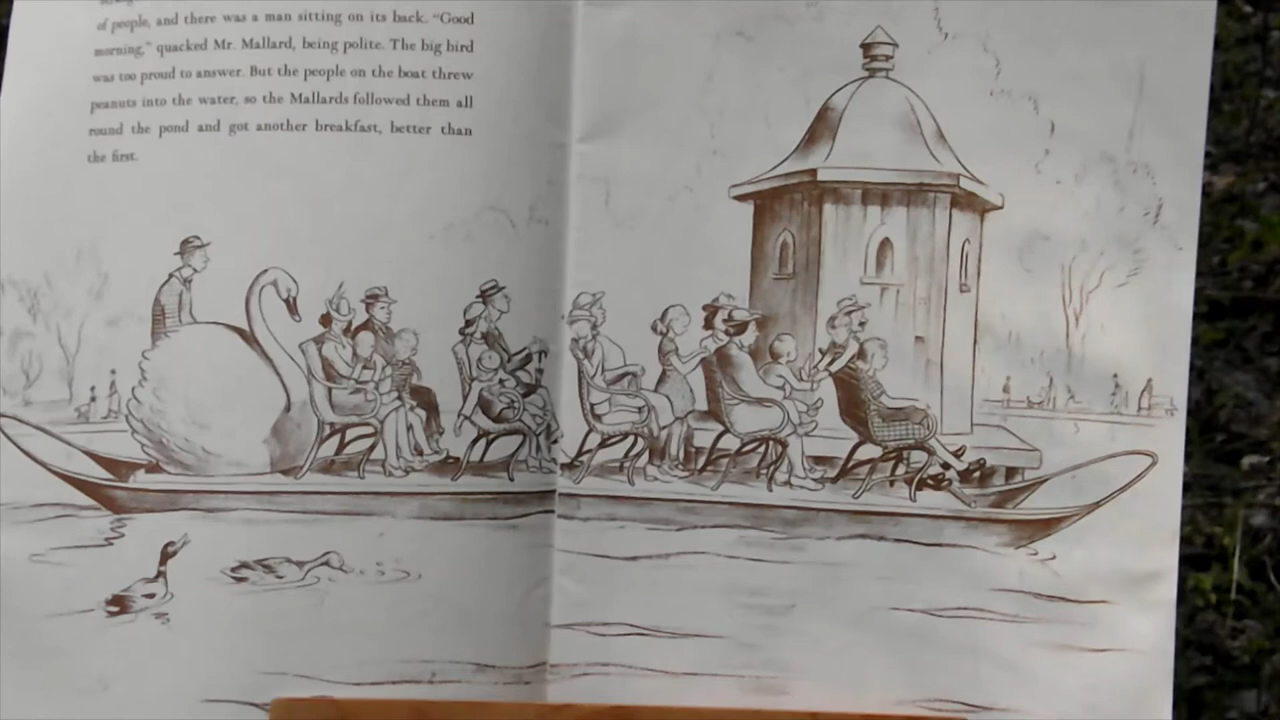 of people, and there was a man sitting on its back. “Good
morning,” quacked Mr. Mallard, being polite. The big bird
was too proud to answer. But the people on the boat threw
peanuts into the water, so the Mallards followed them all
round the pond and got another breakfast, better than
the first.